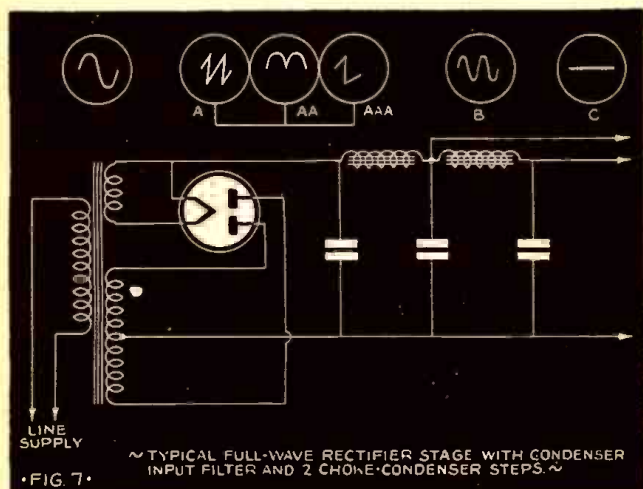 A
AA
AAA
B
C
LINE
SUPPLY
~TYPICAL FULL-WAVE RECTIFIER STAGE WITH CONDENSER
INPUT FILTER AND 2 CHOKE-CONDENSER STEPS.~
•FIG. 7•